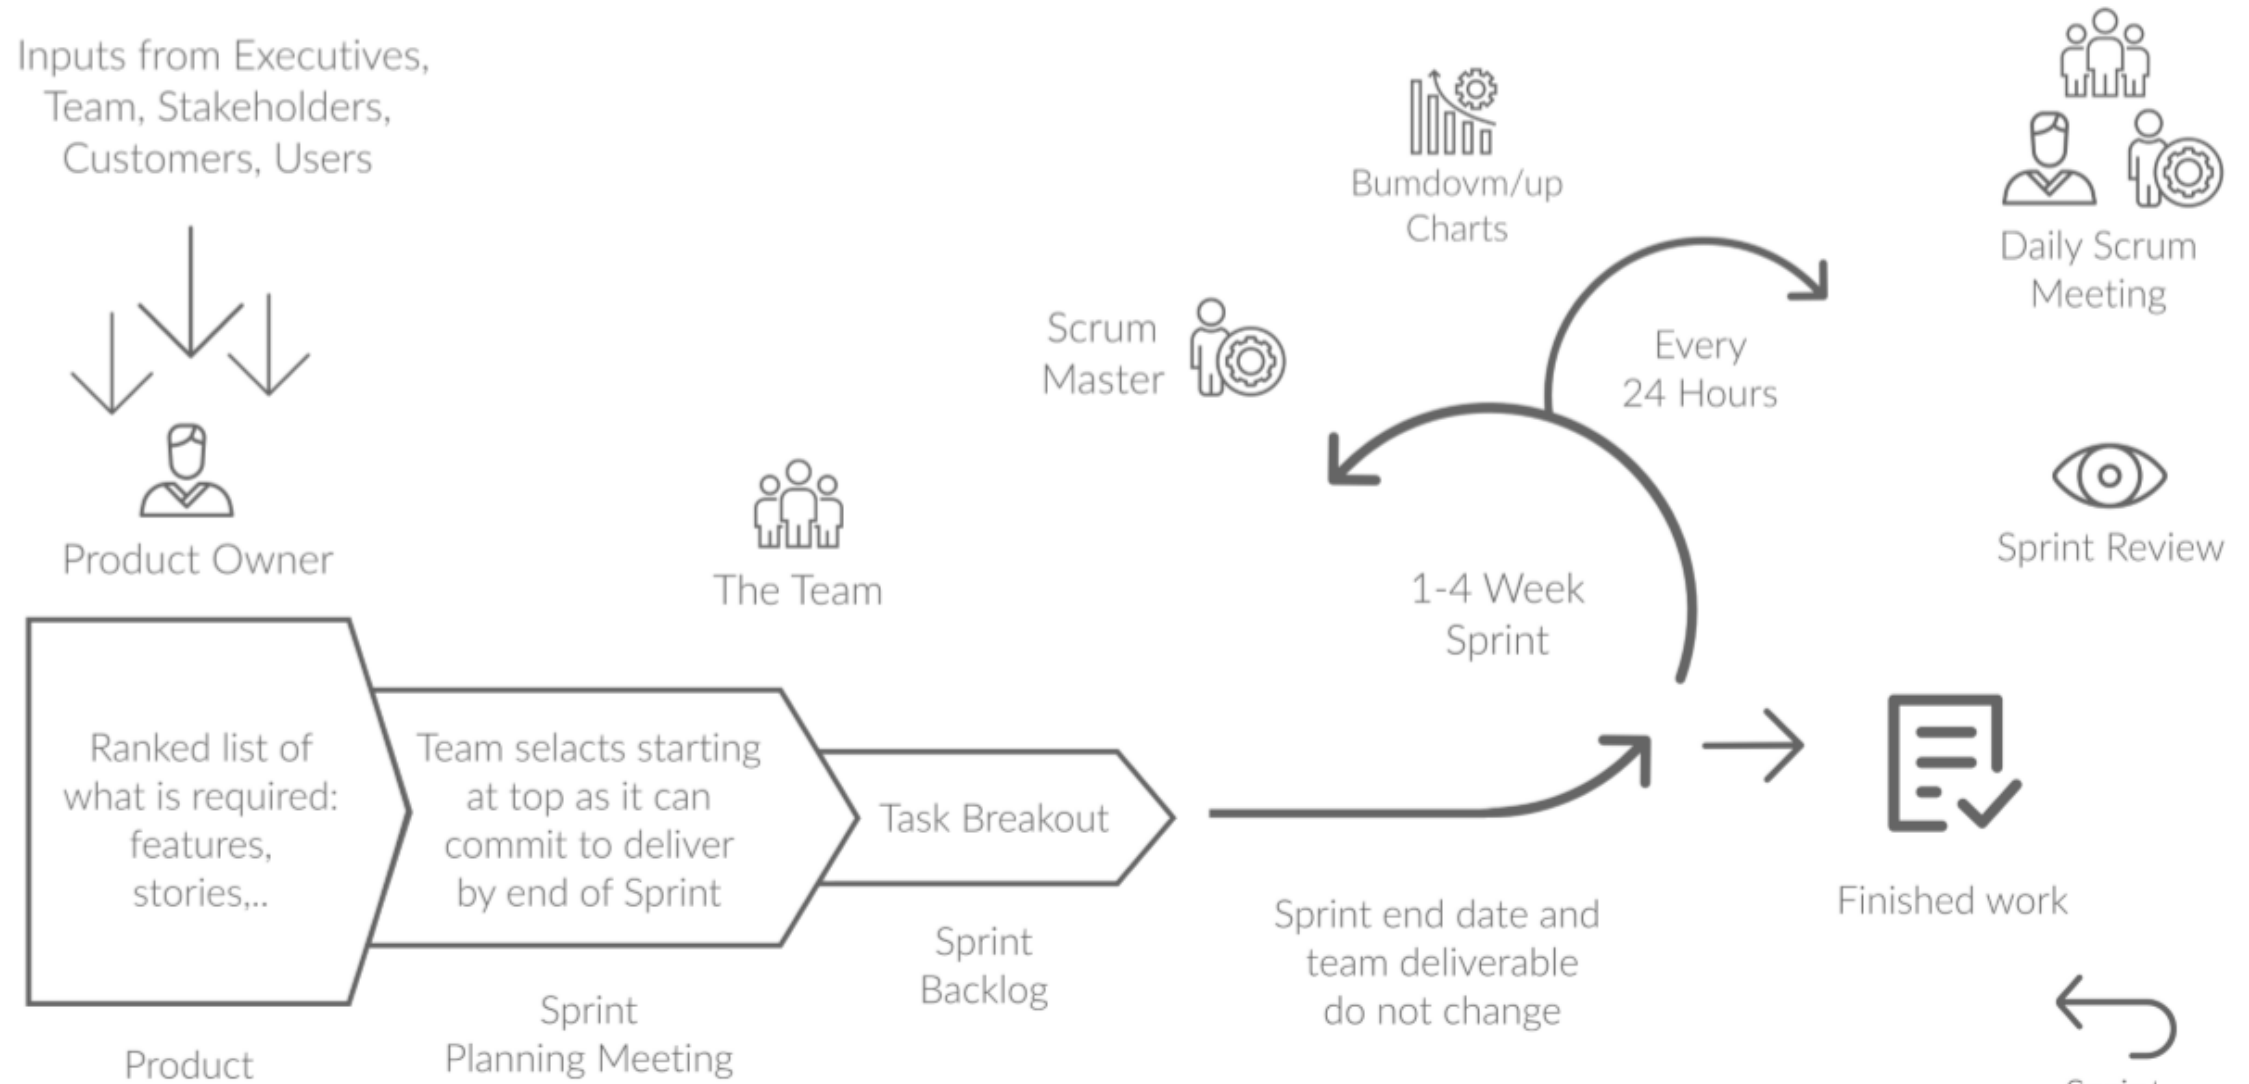 Inputs from Executives,
Team, Stakeholders,
Customers, Users
Product Owner
Ranked list of
what is required:
features,
stories,..
Product
Team selacts starting
at top as it can
commit to deliver
by end of Sprint
Sprint
Planning Meeting
The Team
Task Breakout
Sprint
Backlog
Scrum
Master
Bumdovm/up
Charts
Every
24 Hours
1-4 Week
Sprint
Sprint end date and
team deliverable
do not change
Daily Scrum
Meeting
Sprint Review
Finished work